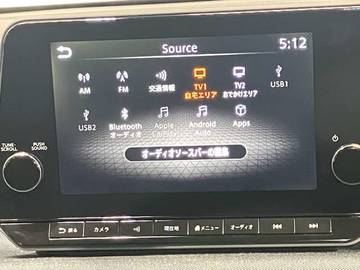 Source
5:12
AM
FM
交通情報
TV1
自宅エリア
TV2
おでかけエリア
USB1
USB2
Bluetooth
オーディオ
Apple
CarPlay
Android
Auto
Apps
オーディオソースバーの編集
TUNE
SCROLL
PUSH
SOUND
戻る
カメラ
現在地
メニュー
オーディオ